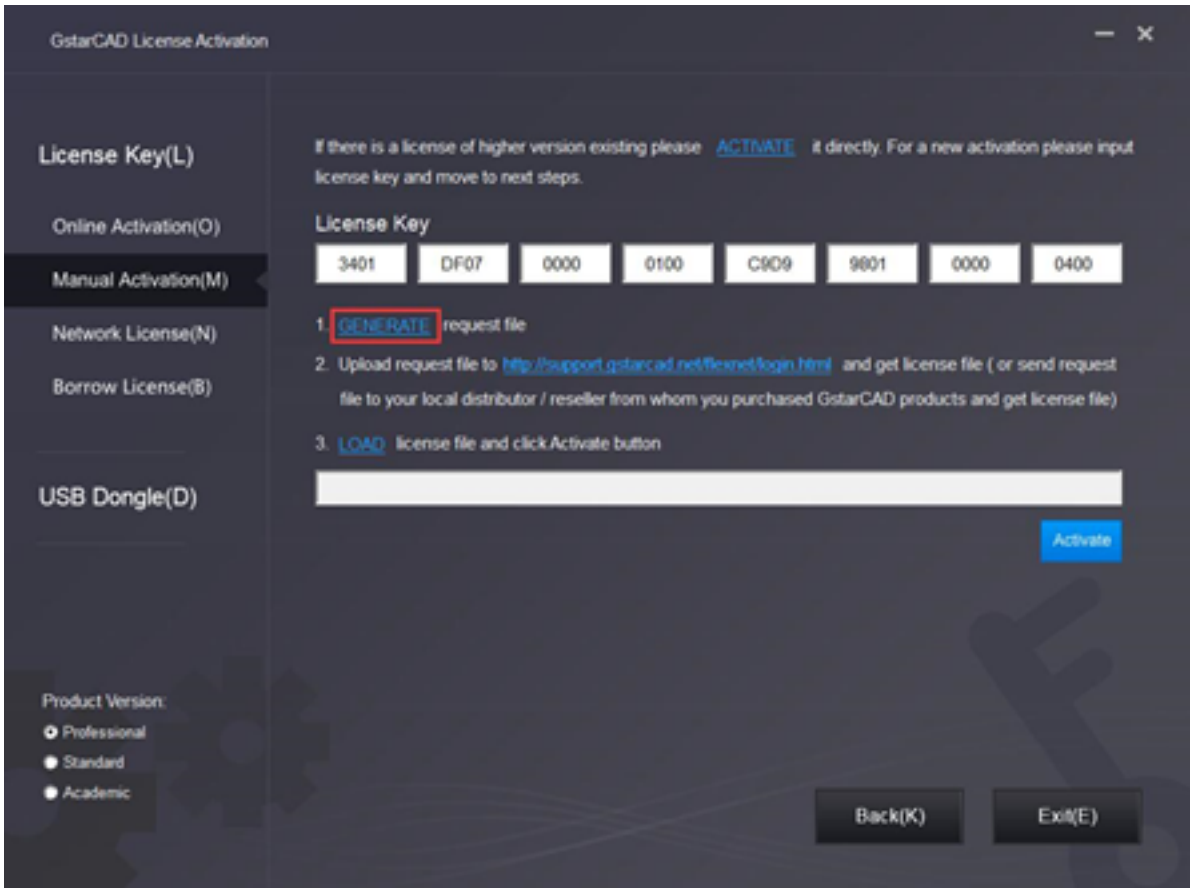 GstarCAD License Activation
License Key(L)
Online Activation(O)
Manual Activation(M)
Network License(N)
Borrow License(B)
USB Dongle(D)
Product Version:
Professional
Standard
Academic
If there is a license of higher version existing please ACTIVATE it directly. For a new activation please input
license key and move to next steps.
License Key
3401 DF07 0000 0100 C9D9 9801 0000 0400
1. GENERATE request file
2. Upload request file to http://support.gstarcad.net/flexnet/login.html and get license file ( or send request
file to your local distributor / reseller from whom you purchased GstarCAD products and get license file)
3. LOAD license file and click Activate button
Activate
Back(K) Exit(E)